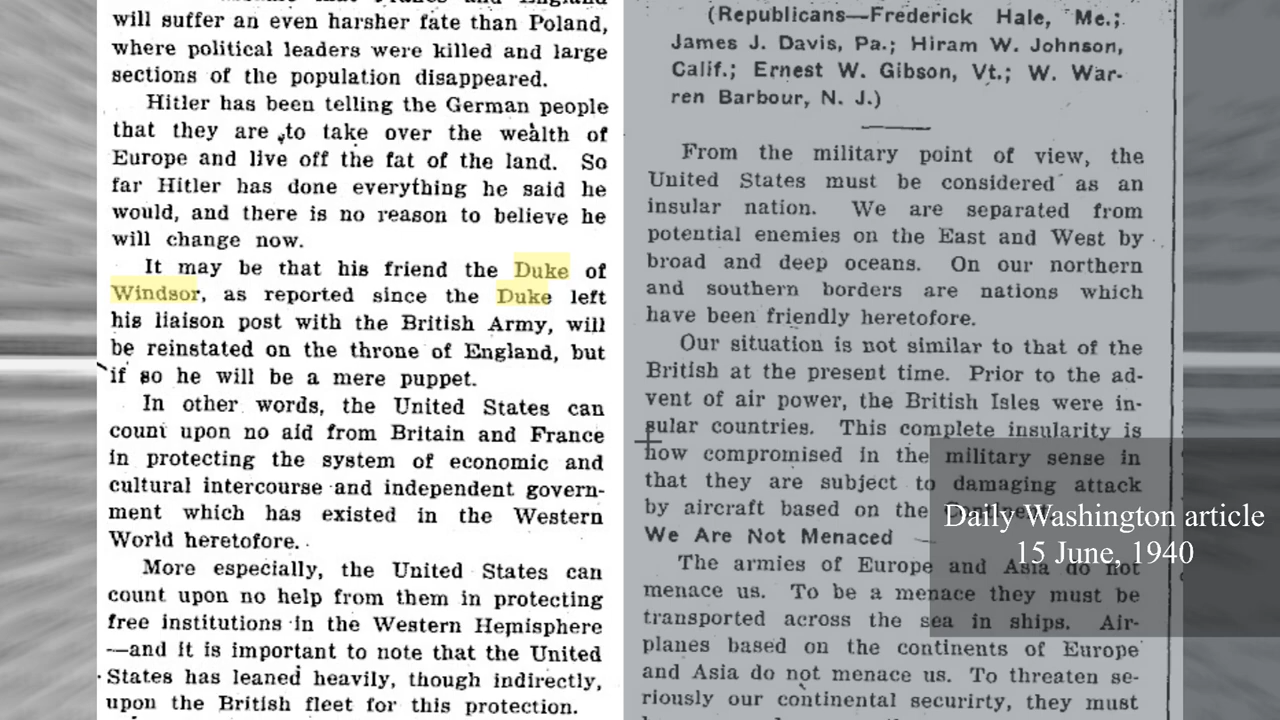 will suffer an even harsher fate than Poland,
where political leaders were killed and large
sections of the population disappeared.
Hitler has been telling the German people
that they are to take over the wealth of
Europe and live off the fat of the land. So
far Hitler has done everything he said he
would, and there is no reason to believe he
will change now.
It may be that his friend the Duke of
Windsor, as reported since the Duke left
his liaison post with the British Army, will
be reinstated on the throne of England, but
if so he will be a mere puppet.
In other words, the United States can
count upon no aid from Britain and France
in protecting the system of economic and
cultural intercourse and independent govern-
ment which has existed in the Western
World heretofore.
More especially, the United States can
count upon no help from them in protecting
free institutions in the Western Hemisphere
—and it is important to note that the United
States has leaned heavily, though indirectly,
upon the British fleet for this protection.
(Republicans—Frederick Hale, Me.;
James J. Davis, Pa.; Hiram W. Johnson,
Calif.; Ernest W. Gibson, Vt.; W. War-
ren Barbour, N. J.)
From the military point of view, the
United States must be considered as an
insular nation. We are separated from
potential enemies on the East and West by
broad and deep oceans. On our northern
and southern borders are nations which
have been friendly heretofore.
Our situation is not similar to that of the
British at the present time. Prior to the ad-
vent of air power, the British Isles were in-
sular countries. This complete insularity is
now compromised in the military sense in
that they are subject to damaging attack
by aircraft based on the
We Are Not Menaced
The armies of Europe and Asia do not
menace us. To be a menace they must be
transported across the sea in ships. Air-
planes based on the continents of Europe
and Asia do not menace us. To threaten se-
riously our continental securirty, they must
Daily Washington article
15 June, 1940